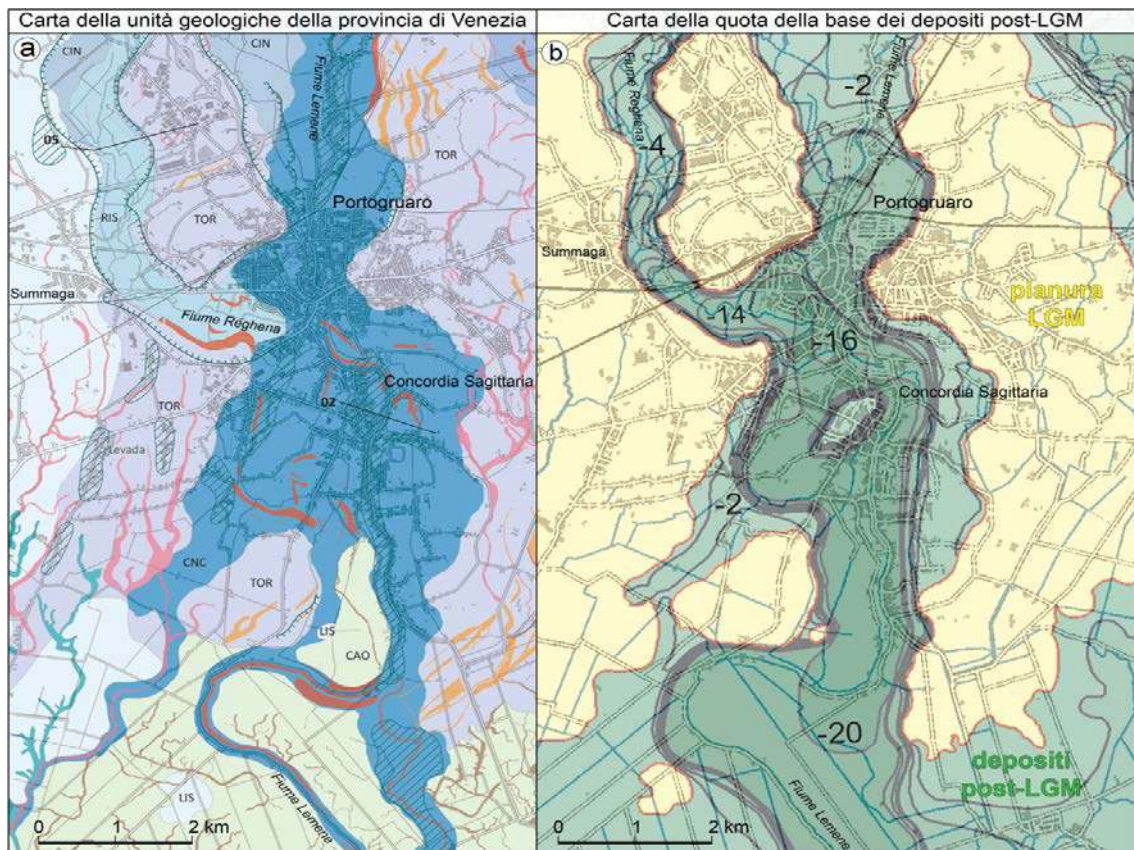 Carta della unità geologiche della provincia di Venezia
a
CIN
CIN
Fiume Lemene
05
TOR
TOR
Portogruaro
RIS
Summaga
Fiume Reghena
Concordia Sagittaria
02
TOR
Levada
CNC
TOR
LIS
CAO
LIS
Fiume Lemene
0 1 2 km
Carta della quota della base dei depositi post-LGM
b
Fiume Reghena
Fiume Lemene
-2
-4
Portogruaro
Summaga
pianura
LGM
-14
-16
Concordia Sagittaria
-2
-20
depositi
post-LGM
Fiume Lemene
0 1 2 km